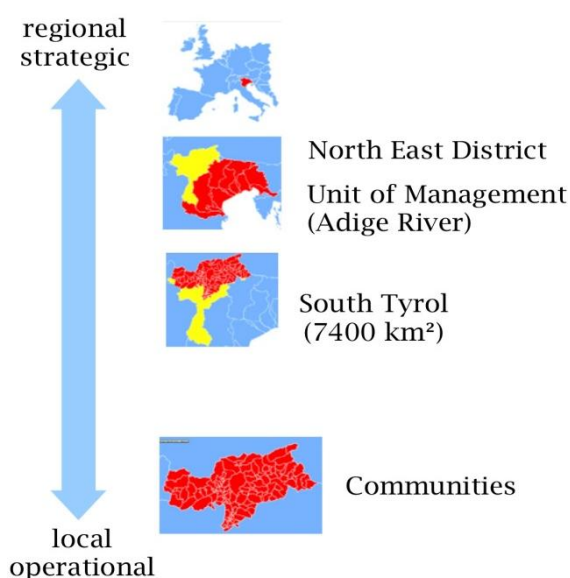 regional
strategic
North East District
Unit of Management
(Adige River)
South Tyrol
(7400 km²)
Communities
local
operational